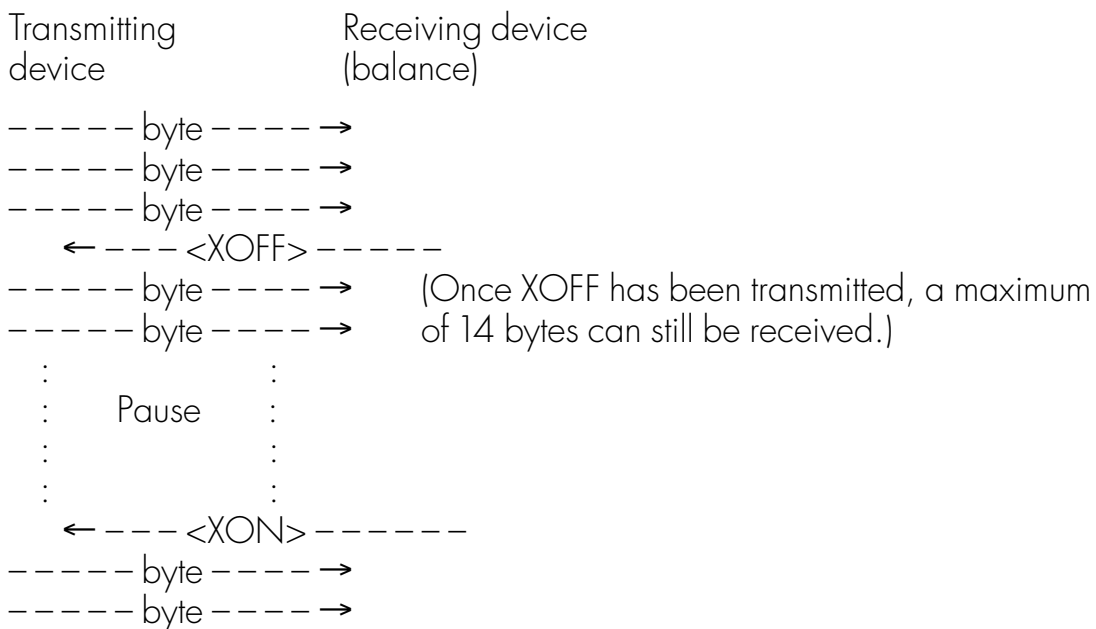 Transmitting device
Receiving device (balance)
– – – – – byte – – – – →
– – – – – byte – – – – →
– – – – – byte – – – – →
← – – – <XOFF> – – – – –
– – – – – byte – – – – →
– – – – – byte – – – – →
(Once XOFF has been transmitted, a maximum
of 14 bytes can still be received.)
Pause
← – – – <XON> – – – – – –
– – – – – byte – – – – →
– – – – – byte – – – – →